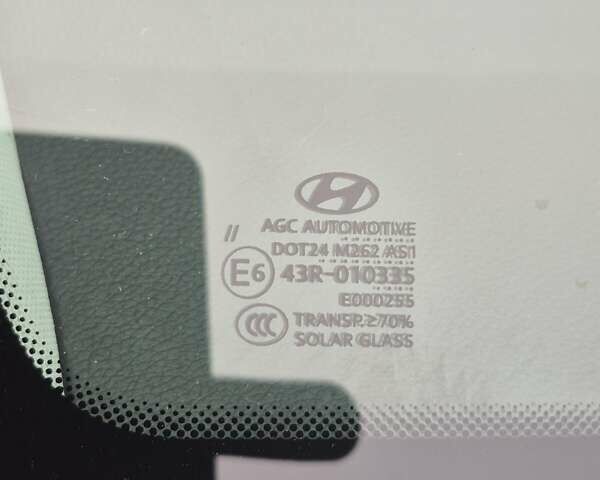 AGC AUTOMOTIVE
//
DOT24 M262 AS1
E6 43R-010335
E000255
CCC TRANSP.≥70%
SOLAR GLASS